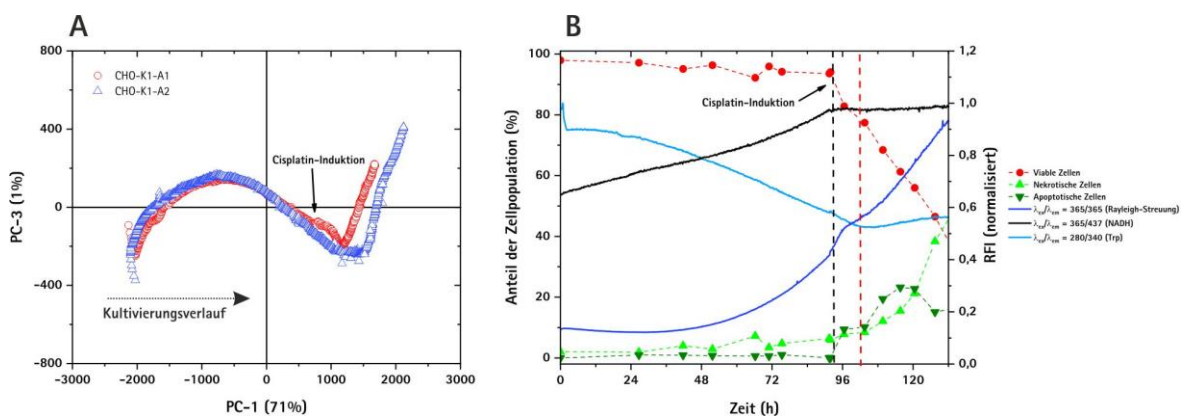 A
PC-3 (1%)
800
400
0
−400
−800
CHO-K1-A1
CHO-K1-A2
Cisplatin-Induktion
Kultivierungsverlauf
−3000 −2000 −1000 0 1000 2000 3000
PC-1 (71%)
B
Anteil der Zellpopulation (%)
100
80
60
40
20
0
Cisplatin-Induktion
0 24 48 72 96 120
Zeit (h)
1,2
1,0
0,8
0,6
0,4
0,2
0,0
RFI (normalisiert)
Viable Zellen
Nekrotische Zellen
Apoptotische Zellen
λex/λem = 365/365 (Rayleigh-Streuung)
λex/λem = 365/437 (NADH)
λex/λem = 280/340 (Trp)